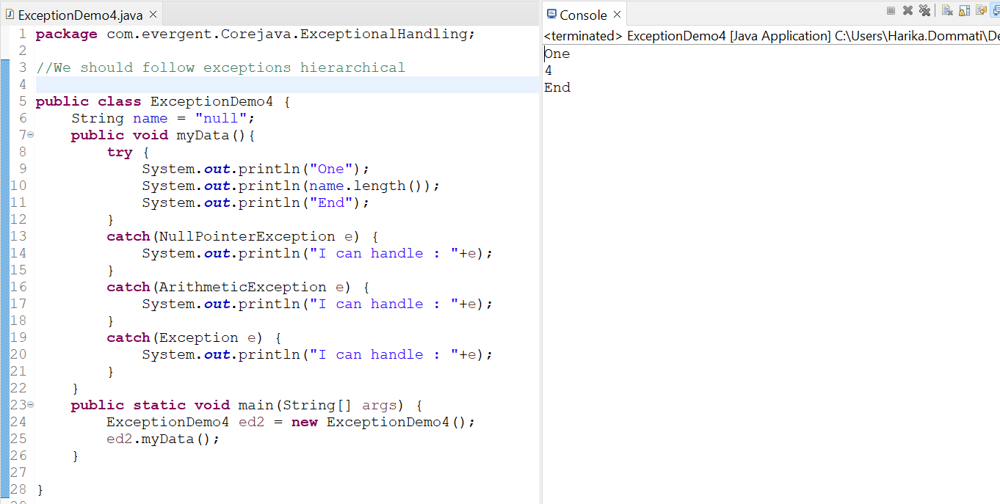 ExceptionDemo4.java
1 package com.evergent.Corejava.ExceptionalHandling;
2
3 //We should follow exceptions hierarchical
4
5 public class ExceptionDemo4 {
6     String name = "null";
7     public void myData(){
8         try {
9             System.out.println("One");
10             System.out.println(name.length());
11             System.out.println("End");
12         }
13         catch(NullPointerException e) {
14             System.out.println("I can handle : "+e);
15         }
16         catch(ArithmeticException e) {
17             System.out.println("I can handle : "+e);
18         }
19         catch(Exception e) {
20             System.out.println("I can handle : "+e);
21         }
22     }
23     public static void main(String[] args) {
24         ExceptionDemo4 ed2 = new ExceptionDemo4();
25         ed2.myData();
26     }
27
28 }
Console
<terminated> ExceptionDemo4 [Java Application] C:\Users\Harika.Dommati\De
One
4
End